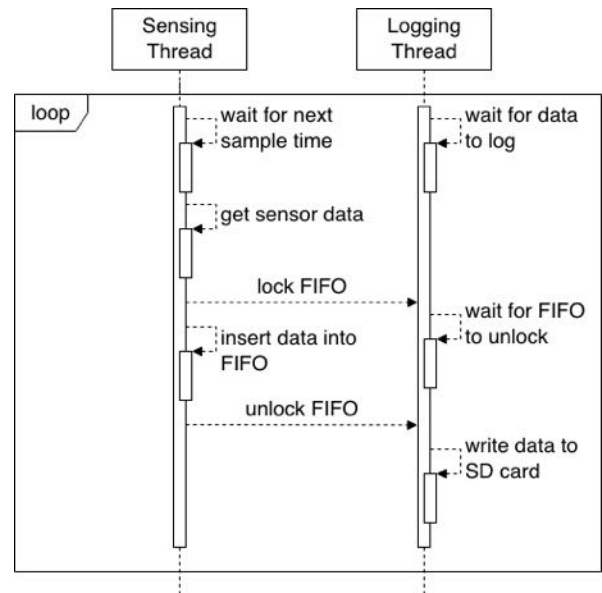 Sensing
Thread
Logging
Thread
loop
wait for next
sample time
wait for data
to log
get sensor data
lock FIFO
wait for FIFO
to unlock
insert data into
FIFO
unlock FIFO
write data to
SD card